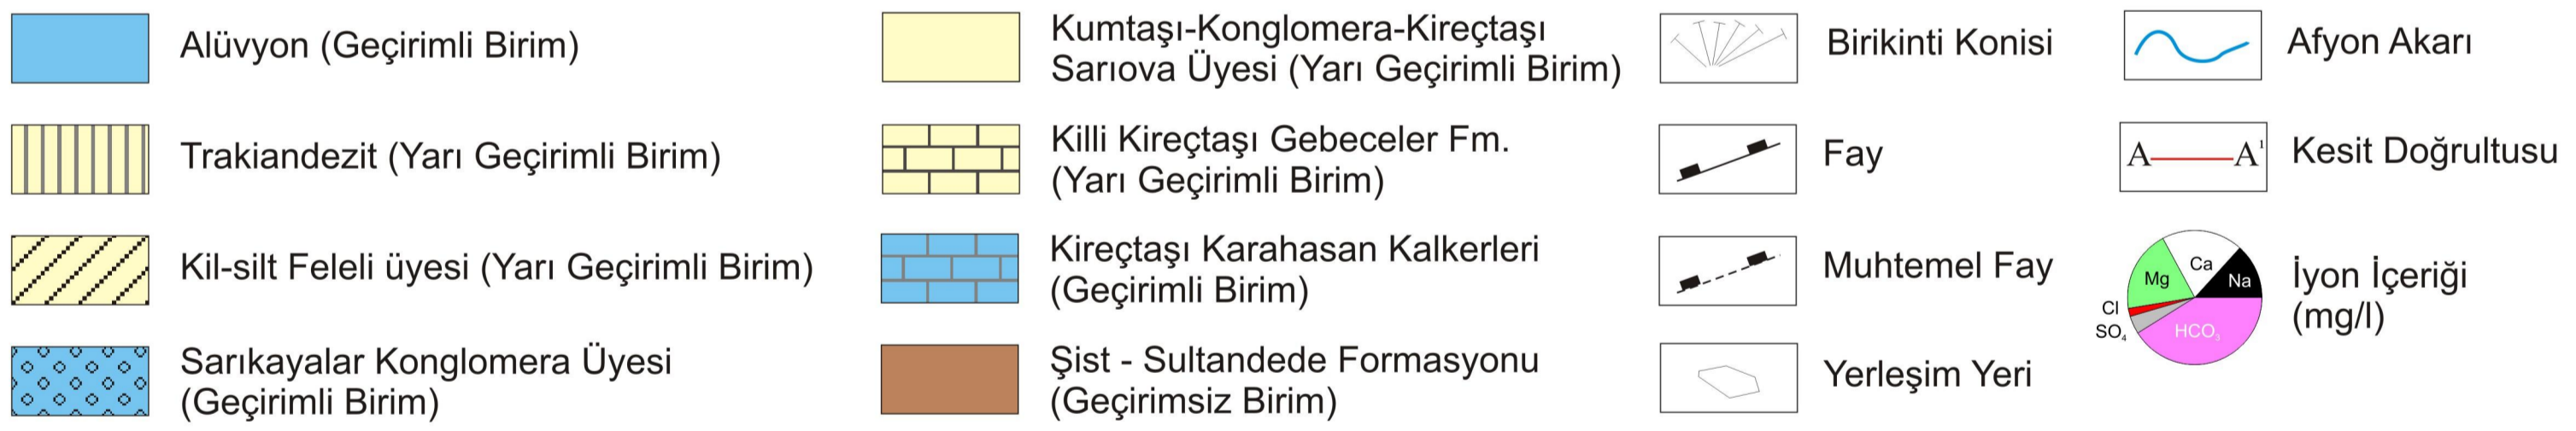 Alüvyon (Geçirimli Birim)
Trakiandezit (Yarı Geçirimli Birim)
Kil-silt Feleli üyesi (Yarı Geçirimli Birim)
Sarıkayalar Konglomera Üyesi
(Geçirimli Birim)
Kumtaşı-Konglomera-Kireçtaşı
Sarıova Üyesi (Yarı Geçirimli Birim)
Killi Kireçtaşı Gebeceler Fm.
(Yarı Geçirimli Birim)
Kireçtaşı Karahasan Kalkerleri
(Geçirimli Birim)
Şist - Sultandede Formasyonu
(Geçirimsiz Birim)
Birikinti Konisi
Fay
Muhtemel Fay
Yerleşim Yeri
Afyon Akarı
A A¹
Kesit Doğrultusu
Ca
Mg
Na
Cl
SO₄
HCO₃
İyon İçeriği
(mg/l)